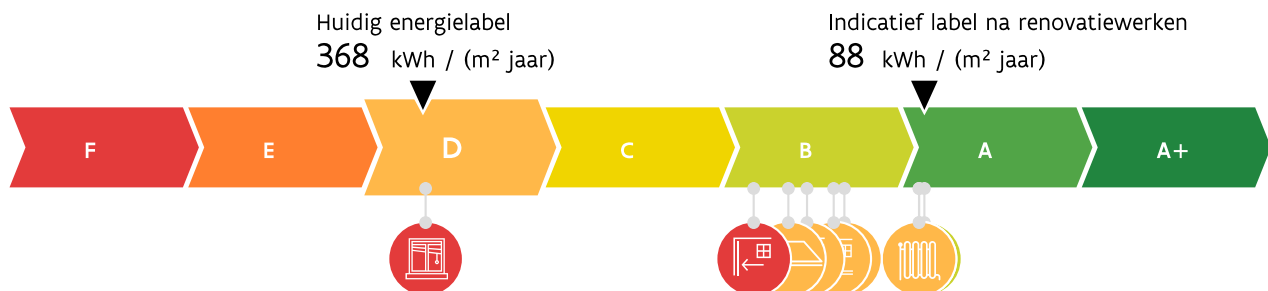 Huidig energielabel
368 kWh / (m² jaar)
Indicatief label na renovatiewerken
88 kWh / (m² jaar)
F E D C B A A+